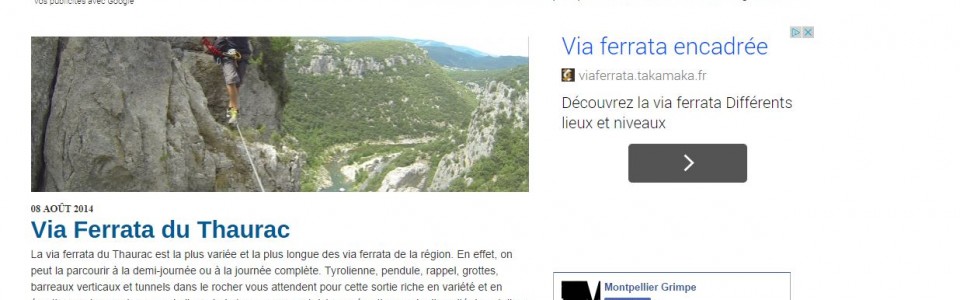 vos publicités avec Google
Via ferrata encadrée
viaferrata.takamaka.fr
Découvrez la via ferrata Différents
lieux et niveaux
08 AOÛT 2014
Via Ferrata du Thaurac
La via ferrata du Thaurac est la plus variée et la plus longue des via ferrata de la région. En effet, on
peut la parcourir à la demi-journée ou à la journée complète. Tyrolienne, pendule, rappel, grottes,
barreaux verticaux et tunnels dans le rocher vous attendent pour cette sortie riche en variété et en
Montpellier Grimpe